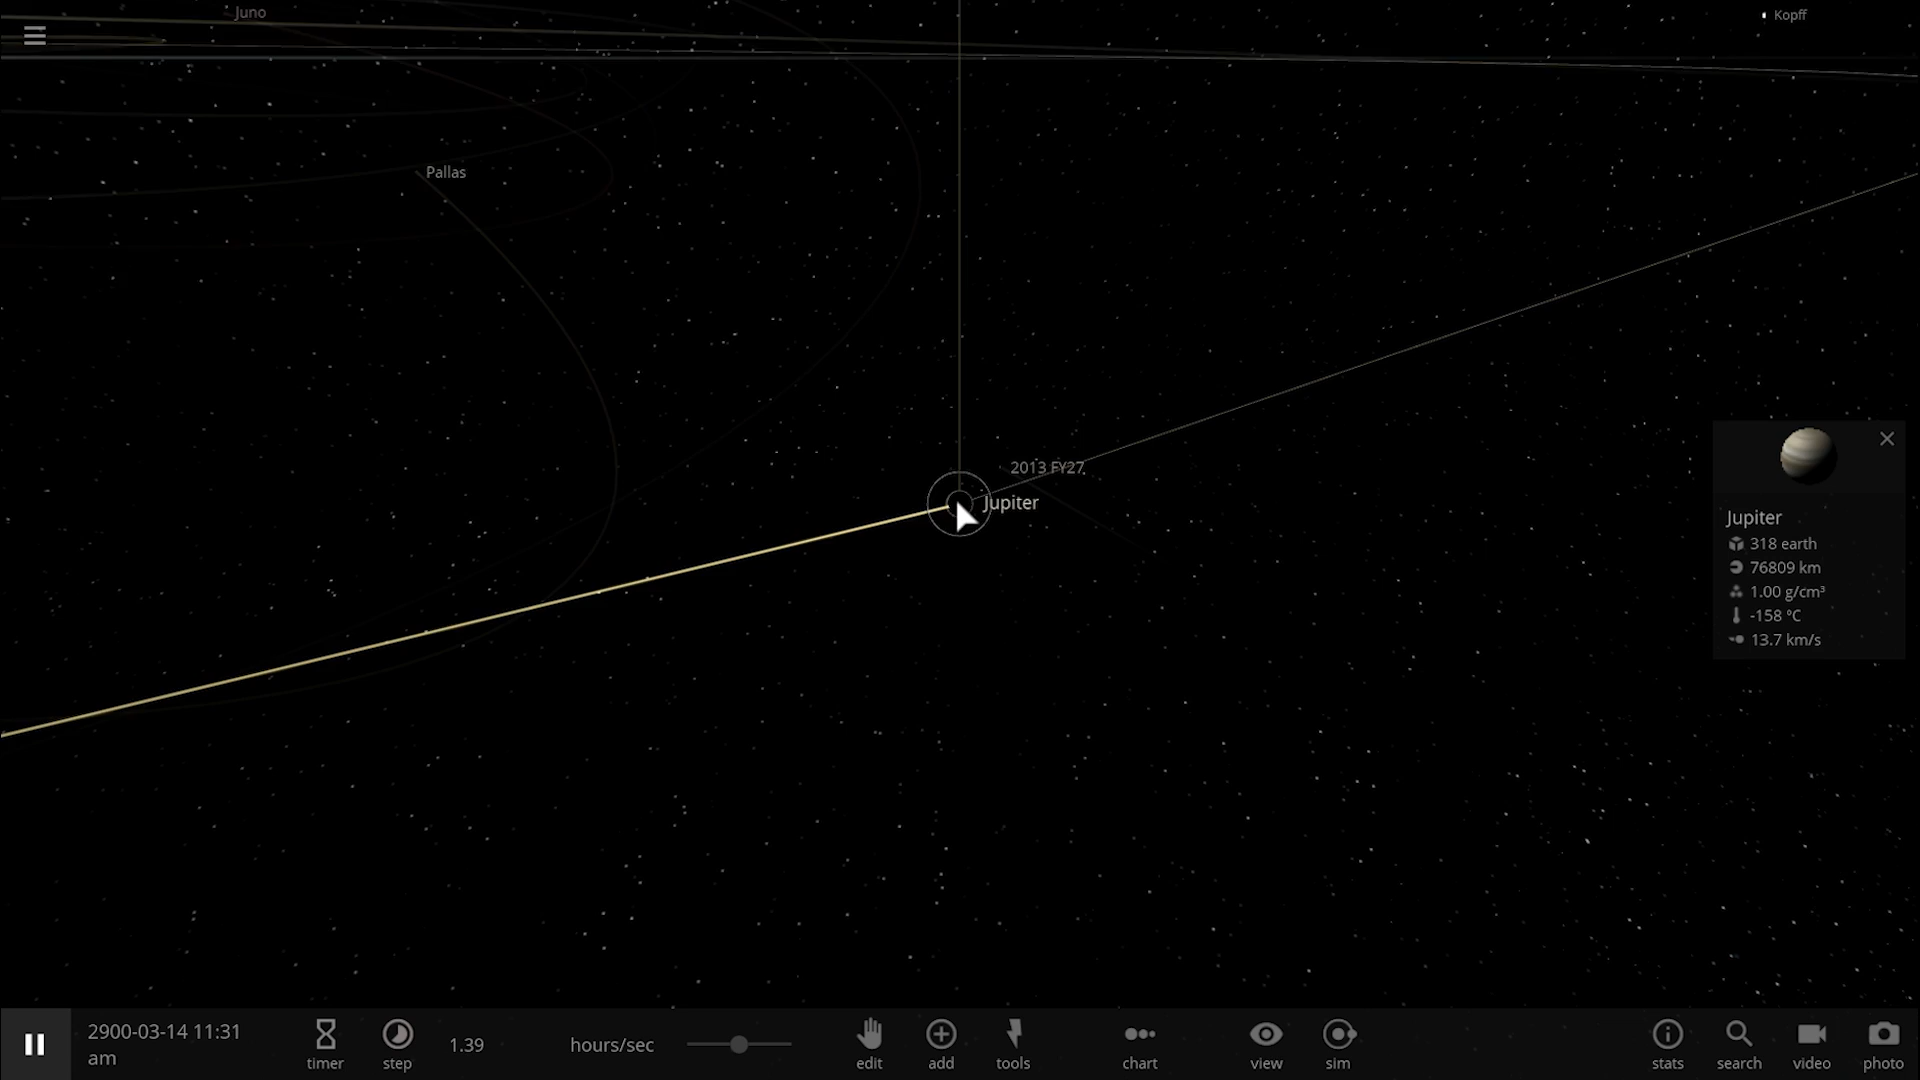 Juno
Kopff
Pallas
2013 FY27
Jupiter
Jupiter
318 earth
76809 km
1.00 g/cm³
-158 °C
13.7 km/s
2900-03-14 11:31
am
timer
step
1.39
hours/sec
edit
add
tools
chart
view
sim
stats
search
video
photo